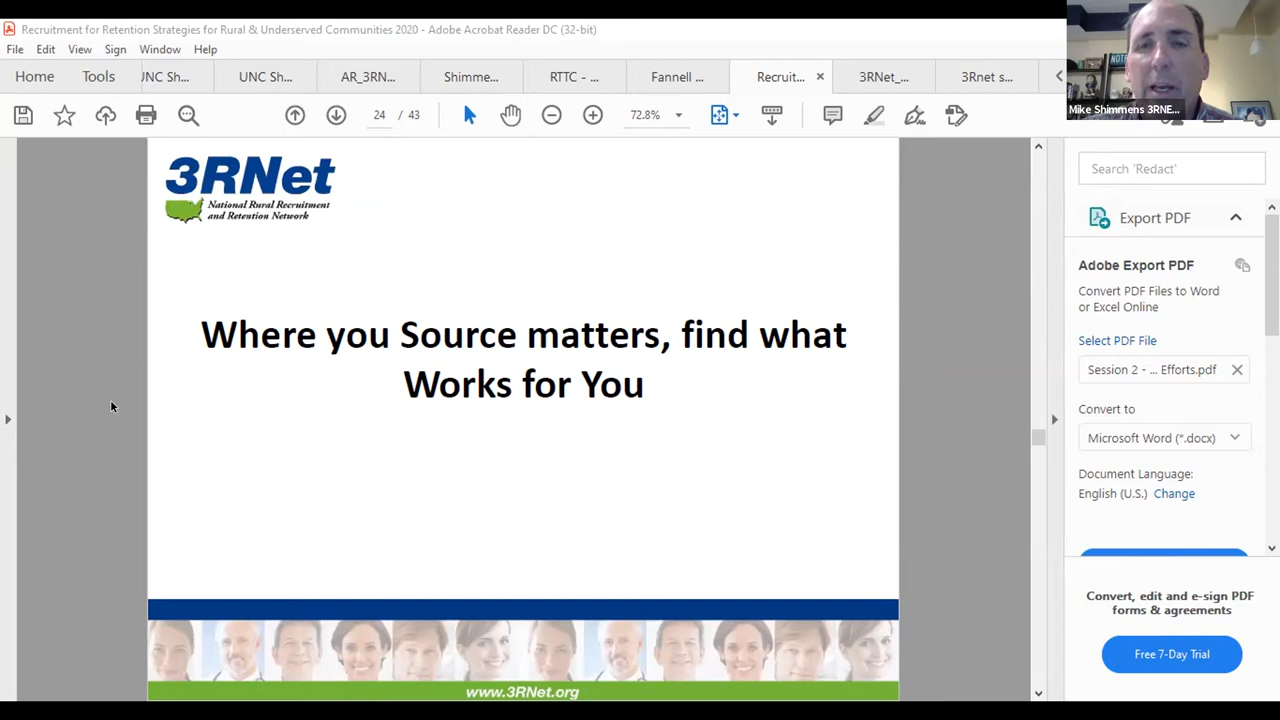 Recruitment for Retention Strategies for Rural & Underserved Communities 2020 - Adobe Acrobat Reader DC (32-bit)
File Edit View Sign Window Help
Home Tools UNC Sh... UNC Sh... AR_3RN... Shimme... RTTC - ... Fannell ... Recruit... × 3RNet_... 3RNet s...
Mike Shimmens 3RNE...
24 / 43 72.8%
3RNet
National Rural Recruitment
and Retention Network
Where you Source matters, find what
Works for You
www.3RNet.org
Search 'Redact'
Export PDF
Adobe Export PDF
Convert PDF Files to Word
or Excel Online
Select PDF File
Session 2 - ... Efforts.pdf
Convert to
Microsoft Word (*.docx)
Document Language:
English (U.S.) Change
Convert, edit and e-sign PDF
forms & agreements
Free 7-Day Trial